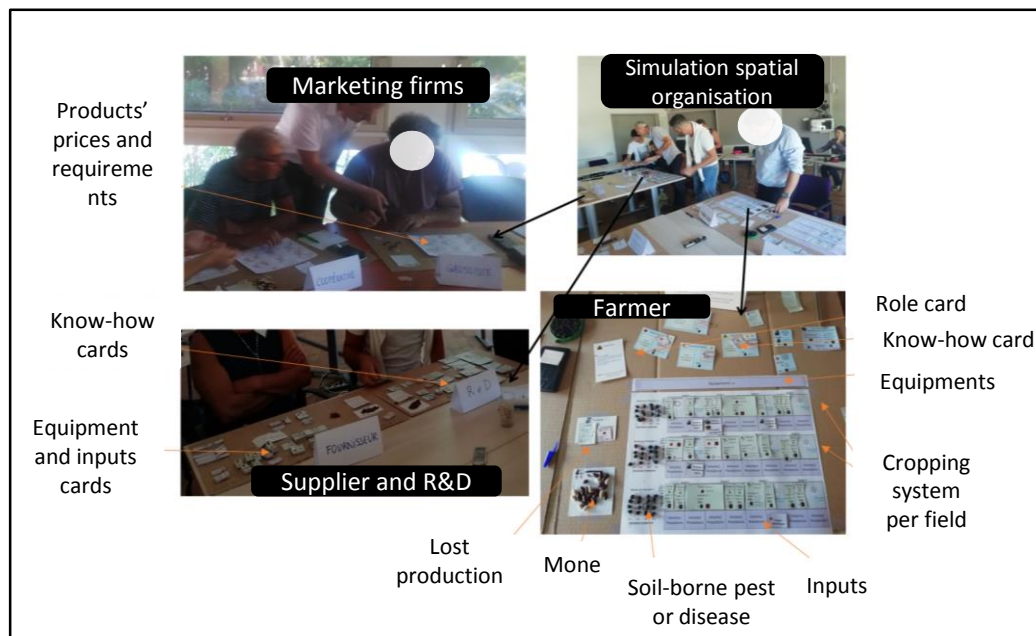 Marketing firms
Simulation spatial
organisation
Products’
prices and
requireme
nts
COOPÉRATIVE
Know-how
cards
Farmer
Role card
Know-how card
Equipments
R & D
FOURNISSEUR
Equipment
and inputs
cards
Supplier and R&D
Cropping
system
per field
Lost
production
Mone
Soil-borne pest
or disease
Inputs